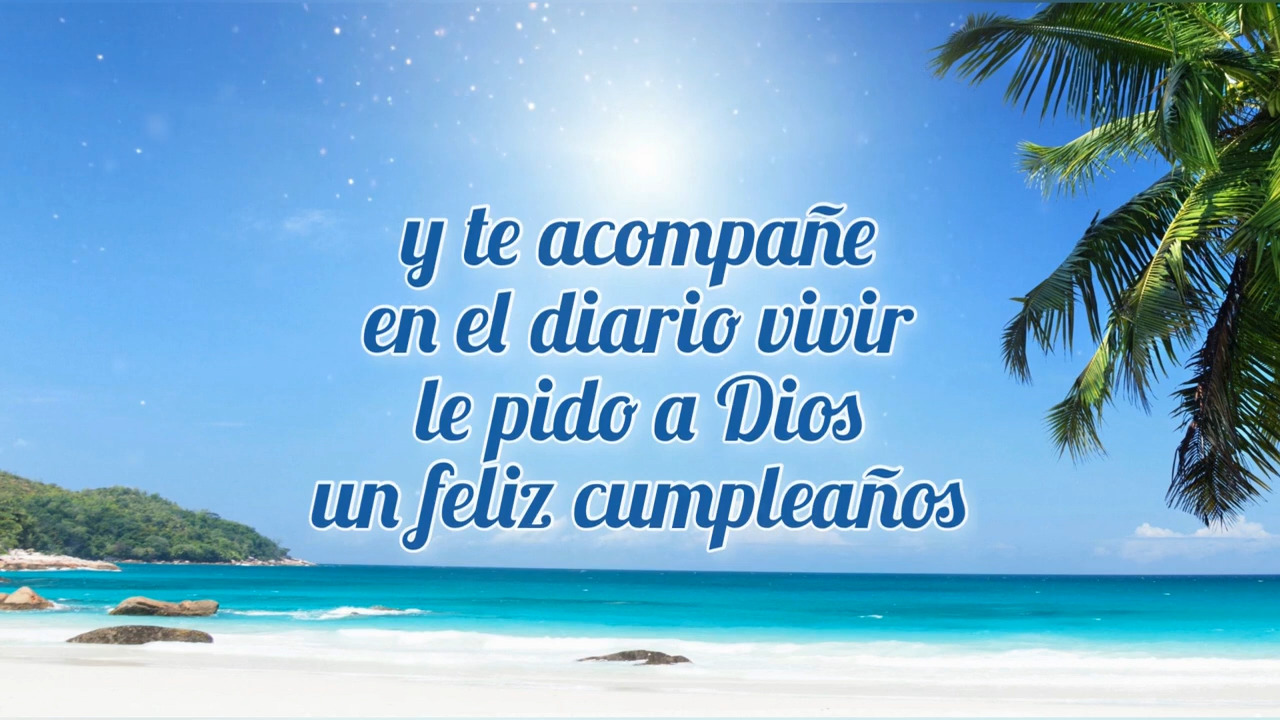 y te acompañe
en el diario vivir
le pido a Dios
un feliz cumpleaños